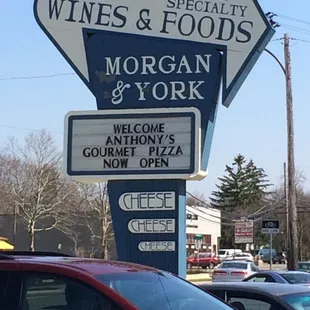 SPECIALTY
WINES & FOODS
MORGAN
& YORK
WELCOME
ANTHONY'S
GOURMET PIZZA
NOW OPEN
CHEESE
CHEESE
CHEESE